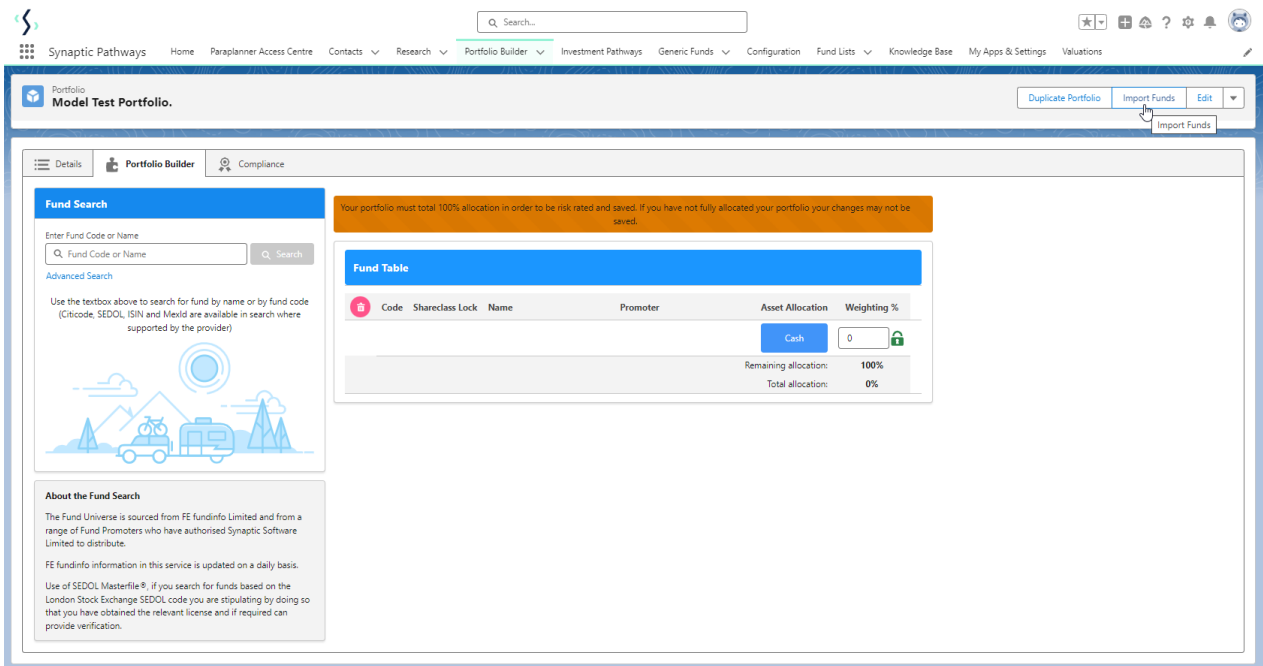 Search...
Synaptic Pathways
Home
Paraplanner Access Centre
Contacts
Research
Portfolio Builder
Investment Pathways
Generic Funds
Configuration
Fund Lists
Knowledge Base
My Apps & Settings
Valuations
Portfolio
Model Test Portfolio.
Duplicate Portfolio
Import Funds
Edit
Import Funds
Details
Portfolio Builder
Compliance
Fund Search
Enter Fund Code or Name
Fund Code or Name
Search
Advanced Search
Use the textbox above to search for fund by name or by fund code
(Citicode, SEDOL, ISIN and MexId are available in search where
supported by the provider)
About the Fund Search
The Fund Universe is sourced from FE fundinfo Limited and from a
range of Fund Promoters who have authorised Synaptic Software
Limited to distribute.
FE fundinfo information in this service is updated on a daily basis.
Use of SEDOL Masterfile®, if you search for funds based on the
London Stock Exchange SEDOL code you are stipulating by doing so
that you have obtained the relevant license and if required can
provide verification.
Your portfolio must total 100% allocation in order to be risk rated and saved. If you have not fully allocated your portfolio your changes may not be
saved.
Fund Table
Code Shareclass Lock Name Promoter Asset Allocation Weighting %
Cash 0
Remaining allocation: 100%
Total allocation: 0%